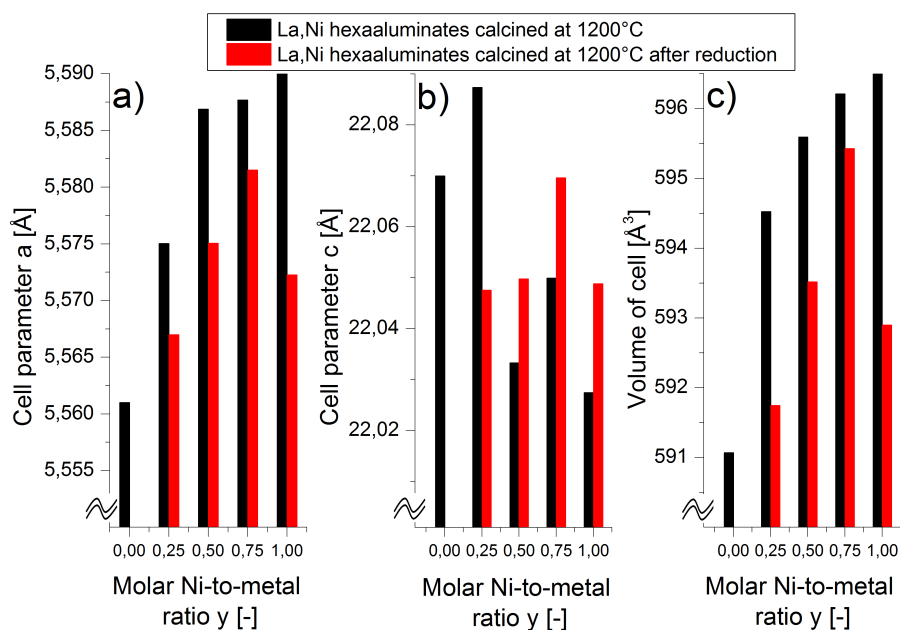 La,Ni hexaaluminates calcined at 1200°C
La,Ni hexaaluminates calcined at 1200°C after reduction
a)
Cell parameter a [Å]
5,590
5,585
5,580
5,575
5,570
5,565
5,560
5,555
0,00 0,25 0,50 0,75 1,00
Molar Ni-to-metal
ratio y [-]
b)
Cell parameter c [Å]
22,08
22,06
22,04
22,02
0,00 0,25 0,50 0,75 1,00
Molar Ni-to-metal
ratio y [-]
c)
Volume of cell [Å³]
596
595
594
593
592
591
0,00 0,25 0,50 0,75 1,00
Molar Ni-to-metal
ratio y [-]